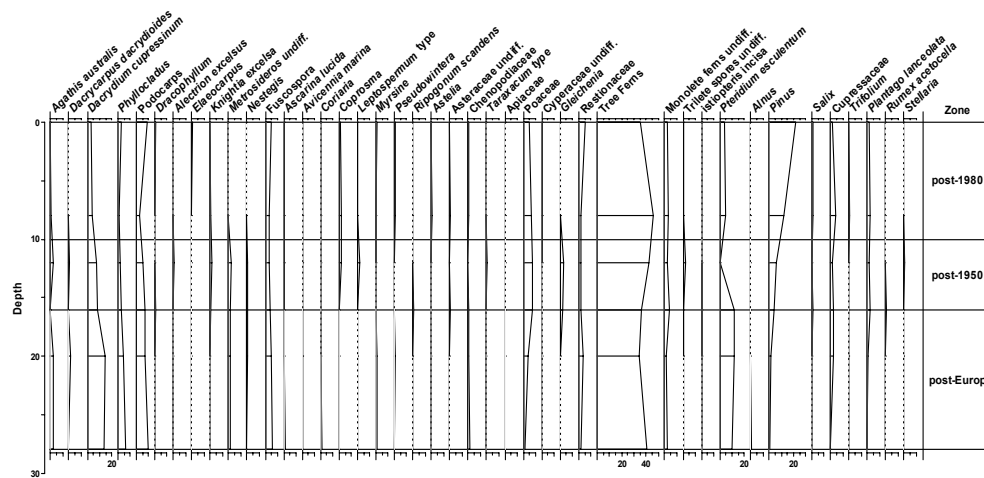 Agathis australis
Dacrycarpus dacrydioides
Dacrydium cupressinum
Phyllocladus
Podocarps
Dracophyllum
Alectrion excelsus
Elaeocarpus
Knightia excelsa
Metrosideros undiff.
Nestegis
Fuscospora
Ascarina lucida
Avicennia marina
Coriaria
Coprosma
Leptospermum type
Myrsine
Pseudowintera
Ripogonum scandens
Astelia
Asteraceae undiff.
Chenopodiaceae
Taraxacum type
Apiaceae
Poaceae
Cyperaceae undiff.
Gleichenia
Restionaceae
Tree Ferns
Monolete ferns undiff.
Trilete spores undiff.
istiopteris incisa
Pteridium esculentum
Alnus
Pinus
Salix
Cupressaceae
Trifolium
Plantago lanceolata
Rumex acetocella
Stellaria
Zone
0
10
20
30
Depth
post-1980
post-1950
post-Europ
20
20 40
20
20